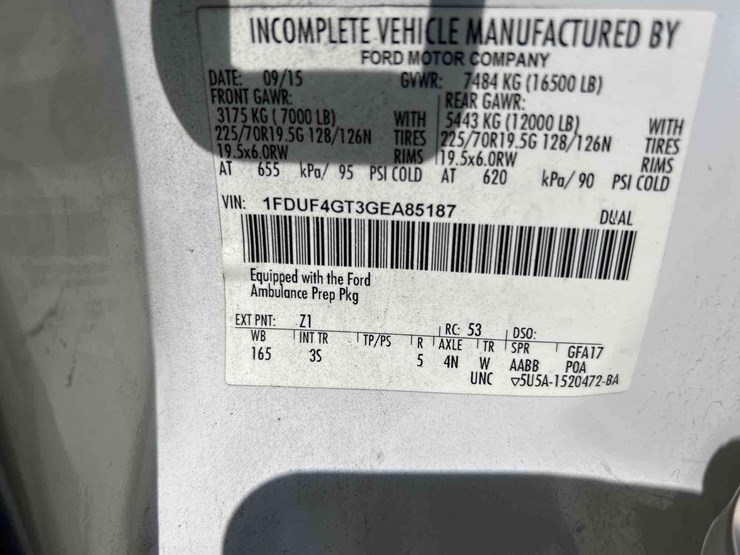 INCOMPLETE VEHICLE MANUFACTURED BY
FORD MOTOR COMPANY
DATE: 09/15 GVWR: 7484 KG (16500 LB)
FRONT GAWR: REAR GAWR:
3175 KG ( 7000 LB) WITH 5443 KG (12000 LB) WITH
225/70R19.5G 128/126N TIRES 225/70R19.5G 128/126N TIRES
19.5x6.0RW RIMS 19.5x6.0RW RIMS
AT 655 kPa/ 95 PSI COLD AT 620 kPa/ 90 PSI COLD
VIN: 1FDUF4GT3GEA85187 DUAL
Equipped with the Ford
Ambulance Prep Pkg
EXT PNT: Z1 RC: 53 DSO:
WB INT TR TP/PS R AXLE TR SPR GFA17
165 3S 5 4N W AABB POA
UNC ▽5U5A-1520472-BA